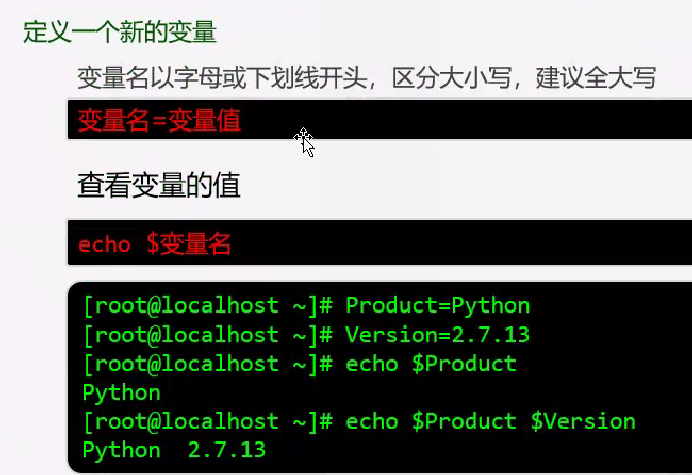 定义一个新的变量
变量名以字母或下划线开头，区分大小写，建议全大写
变量名=变量值
查看变量的值
echo $变量名
[root@localhost ~]# Product=Python
[root@localhost ~]# Version=2.7.13
[root@localhost ~]# echo $Product
Python
[root@localhost ~]# echo $Product $Version
Python  2.7.13